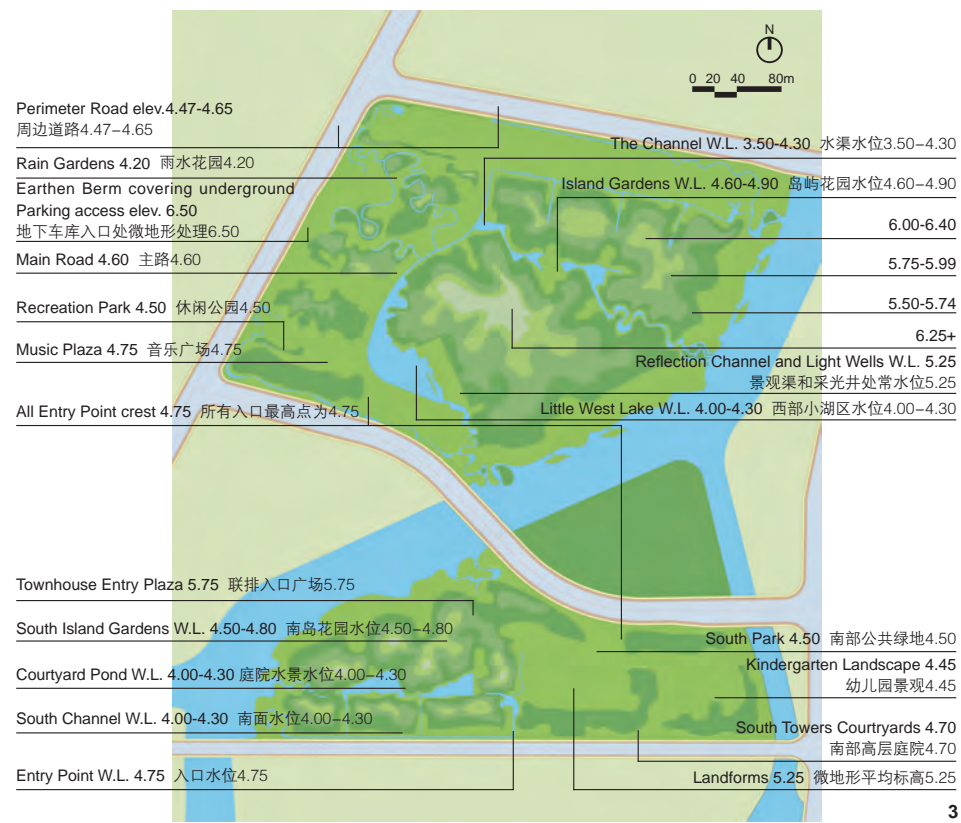 N
0 20 40 80m
Perimeter Road elev.4.47-4.65
周边道路4.47–4.65
Rain Gardens 4.20 雨水花园4.20
Earthen Berm covering underground
Parking access elev. 6.50
地下车库入口处微地形处理6.50
Main Road 4.60 主路4.60
Recreation Park 4.50 休闲公园4.50
Music Plaza 4.75 音乐广场4.75
All Entry Point crest 4.75 所有入口最高点为4.75
Townhouse Entry Plaza 5.75 联排入口广场5.75
South Island Gardens W.L. 4.50-4.80 南岛花园水位4.50–4.80
Courtyard Pond W.L. 4.00-4.30 庭院水景水位4.00–4.30
South Channel W.L. 4.00-4.30 南面水位4.00–4.30
Entry Point W.L. 4.75 入口水位4.75
The Channel W.L. 3.50-4.30 水渠水位3.50–4.30
Island Gardens W.L. 4.60-4.90 岛屿花园水位4.60–4.90
6.00-6.40
5.75-5.99
5.50-5.74
6.25+
Reflection Channel and Light Wells W.L. 5.25
景观渠和采光井处常水位5.25
Little West Lake W.L. 4.00-4.30 西部小湖区水位4.00–4.30
South Park 4.50 南部公共绿地4.50
Kindergarten Landscape 4.45
幼儿园景观4.45
South Towers Courtryards 4.70
南部高层庭院4.70
Landforms 5.25 微地形平均标高5.25
3